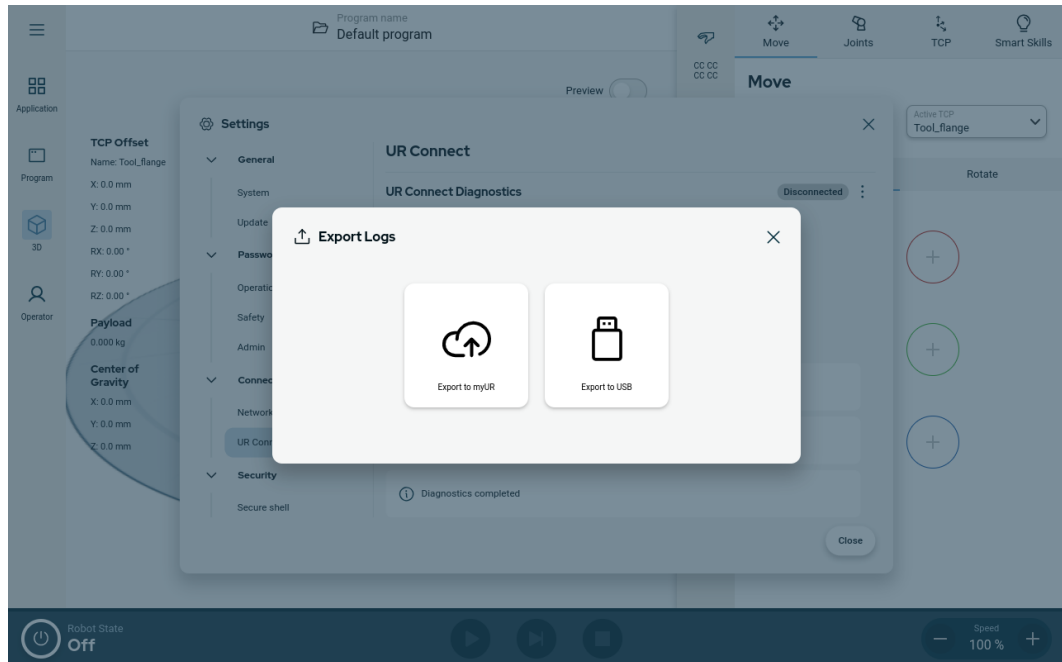 Program name
Default program
Move
Joints
TCP
Smart Skills
CC CC
CC CC
Application
Program
3D
Operator
Preview
Move
Active TCP
Tool_flange
Rotate
TCP Offset
Name: Tool_flange
X: 0.0 mm
Y: 0.0 mm
Z: 0.0 mm
RX: 0.00 °
RY: 0.00 °
RZ: 0.00 °
Payload
0.000 kg
Center of
Gravity
X: 0.0 mm
Y: 0.0 mm
Z: 0.0 mm
Settings
General
System
Update
Operatio
Safety
Admin
Network
Security
Secure shell
UR Connect
UR Connect Diagnostics
Disconnected
Export Logs
Export to myUR
Export to USB
Diagnostics completed
Close
Robot State
Off
Speed
100 %